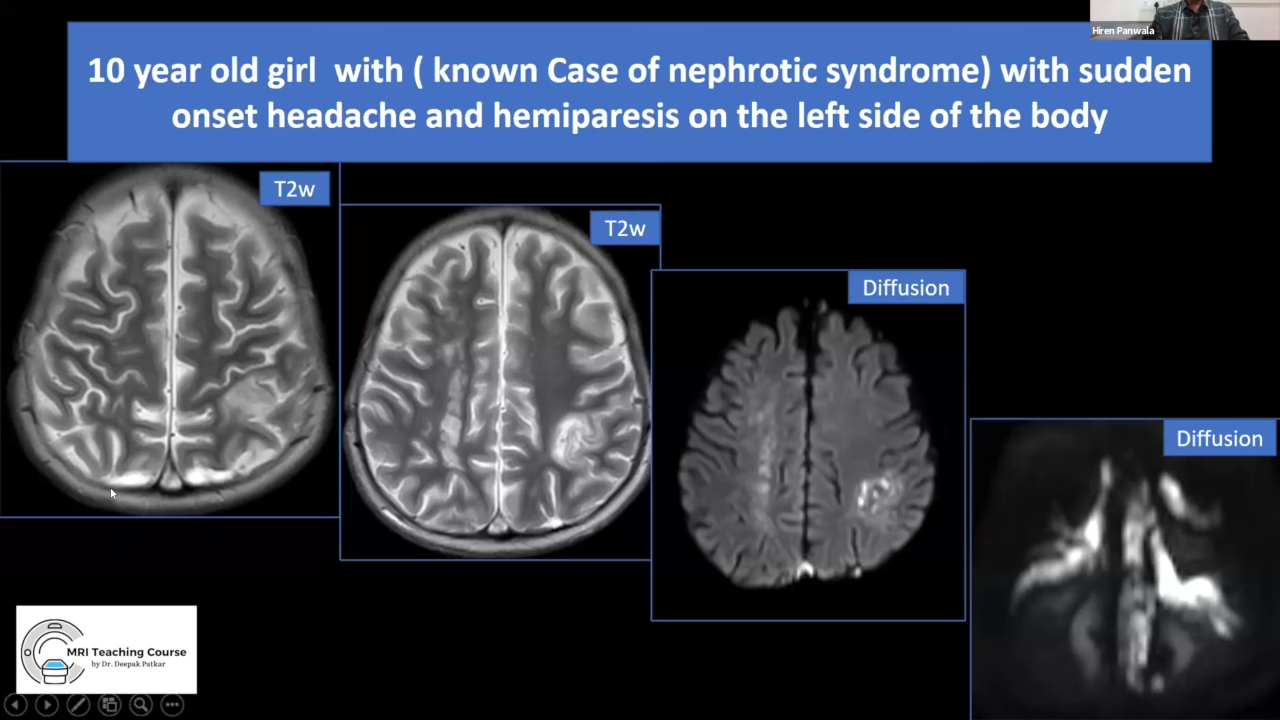 Hiren Panwala
10 year old girl with ( known Case of nephrotic syndrome) with sudden
onset headache and hemiparesis on the left side of the body
T2w
T2w
Diffusion
Diffusion
MRI Teaching Course
by Dr. Deepak Patkar